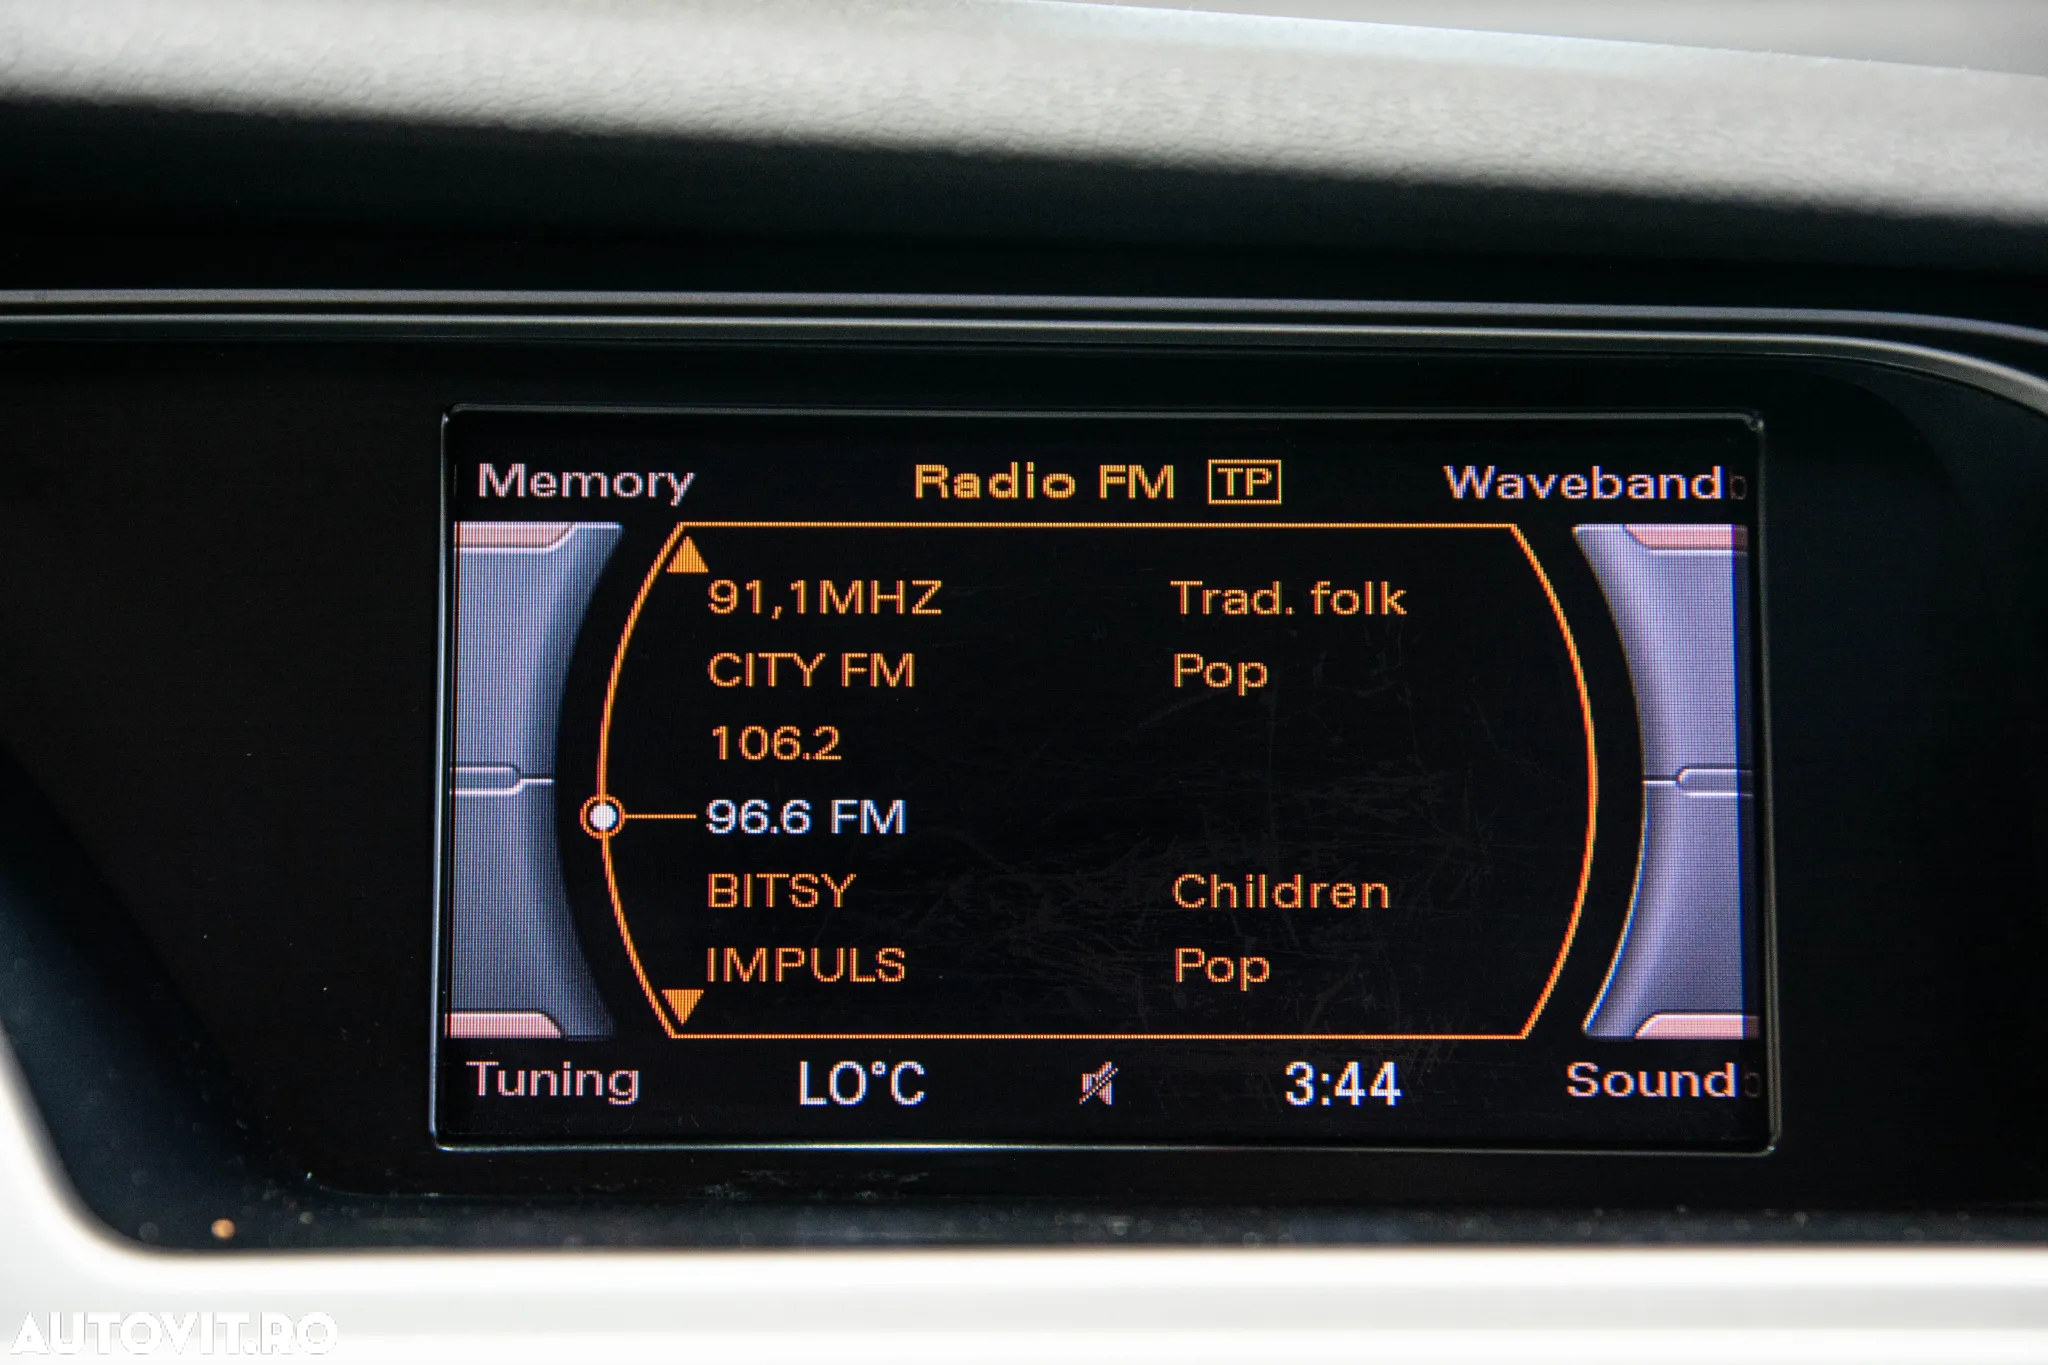 Memory Radio FM TP Waveband
91,1MHZ Trad. folk
CITY FM Pop
106.2
96.6 FM
BITSY Children
IMPULS Pop
Tuning LO°C 3:44 Sound
AUTOVIT.RO